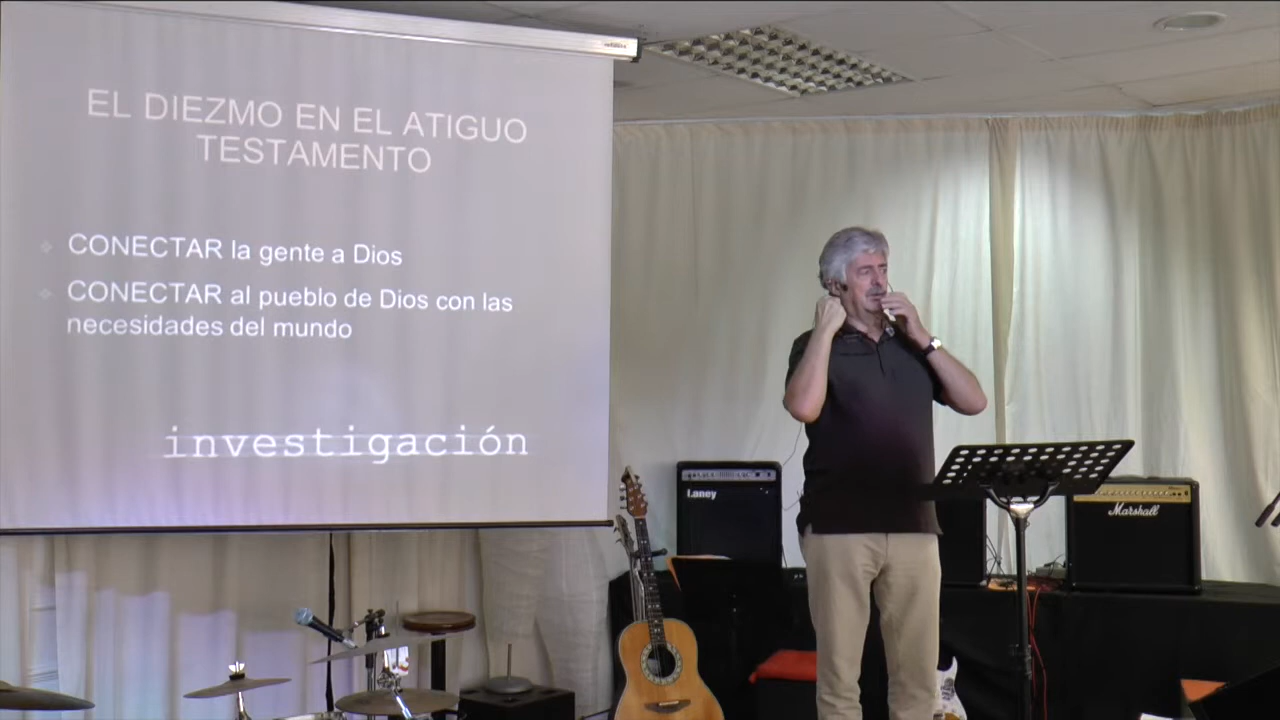 EL DIEZMO EN EL ATIGUO
TESTAMENTO
CONECTAR la gente a Dios
CONECTAR al pueblo de Dios con las
necesidades del mundo
investigación
Laney
Marshall